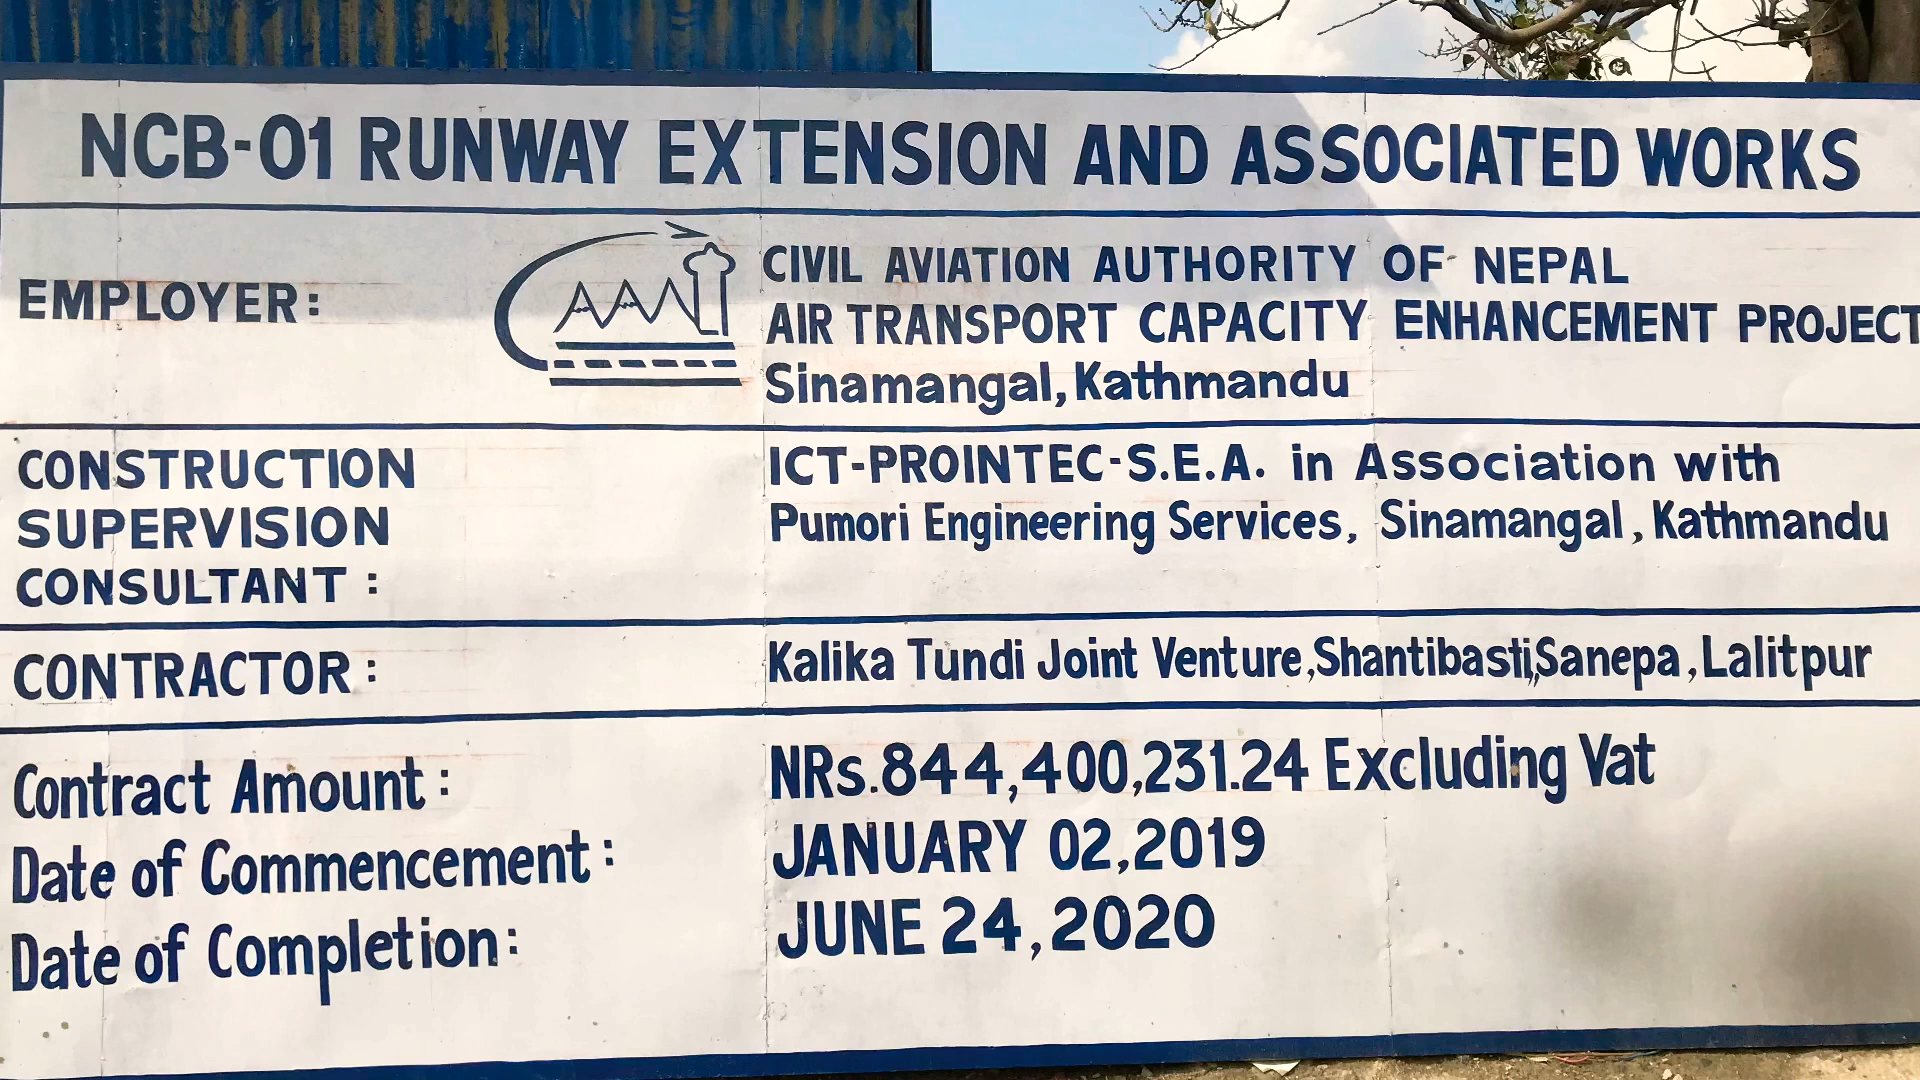 NCB-01 RUNWAY EXTENSION AND ASSOCIATED WORKS
EMPLOYER:
CIVIL AVIATION AUTHORITY OF NEPAL
AIR TRANSPORT CAPACITY ENHANCEMENT PROJECT
Sinamangal, Kathmandu
CONSTRUCTION
SUPERVISION
CONSULTANT :
ICT-PROINTEC-S.E.A. in Association with
Pumori Engineering Services, Sinamangal, Kathmandu
CONTRACTOR :
Kalika Tundi Joint Venture,Shantibasti,Sanepa, Lalitpur
Contract Amount :
NRs.844,400,231.24 Excluding Vat
Date of Commencement :
JANUARY 02,2019
Date of Completion:
JUNE 24,2020